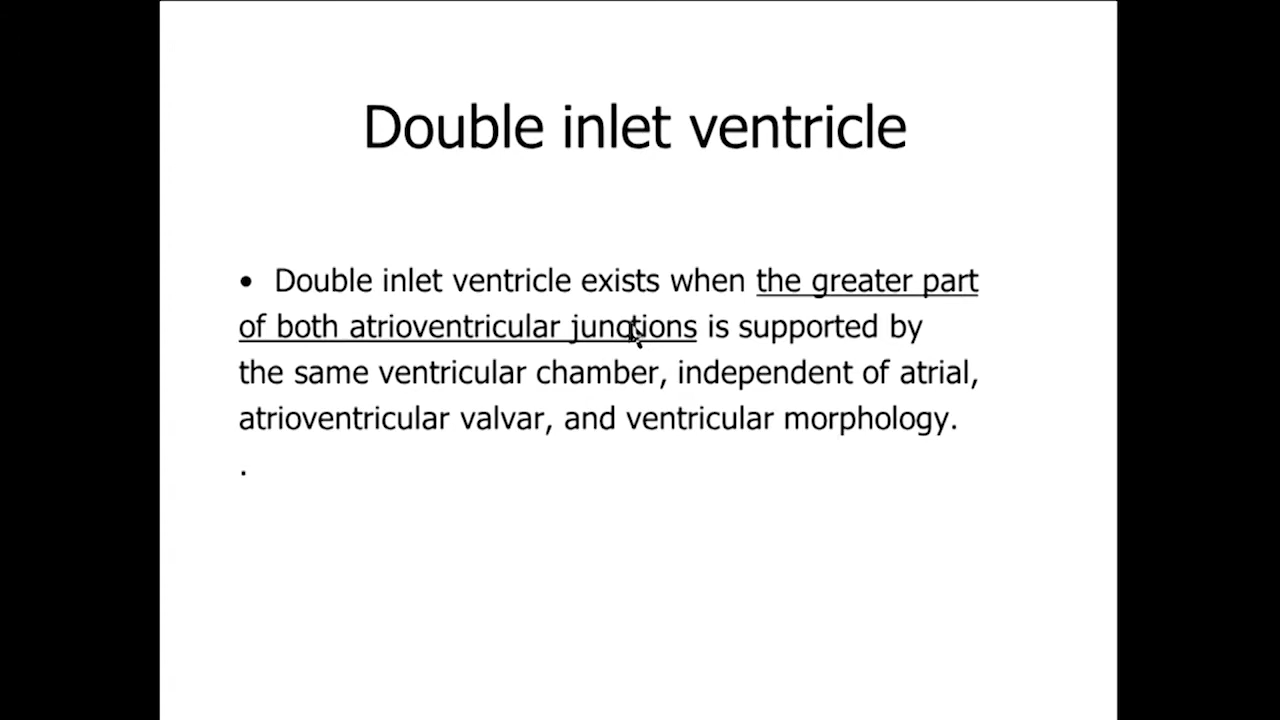 Double inlet ventricle
• Double inlet ventricle exists when the greater part
of both atrioventricular junctions is supported by
the same ventricular chamber, independent of atrial,
atrioventricular valvar, and ventricular morphology.
.